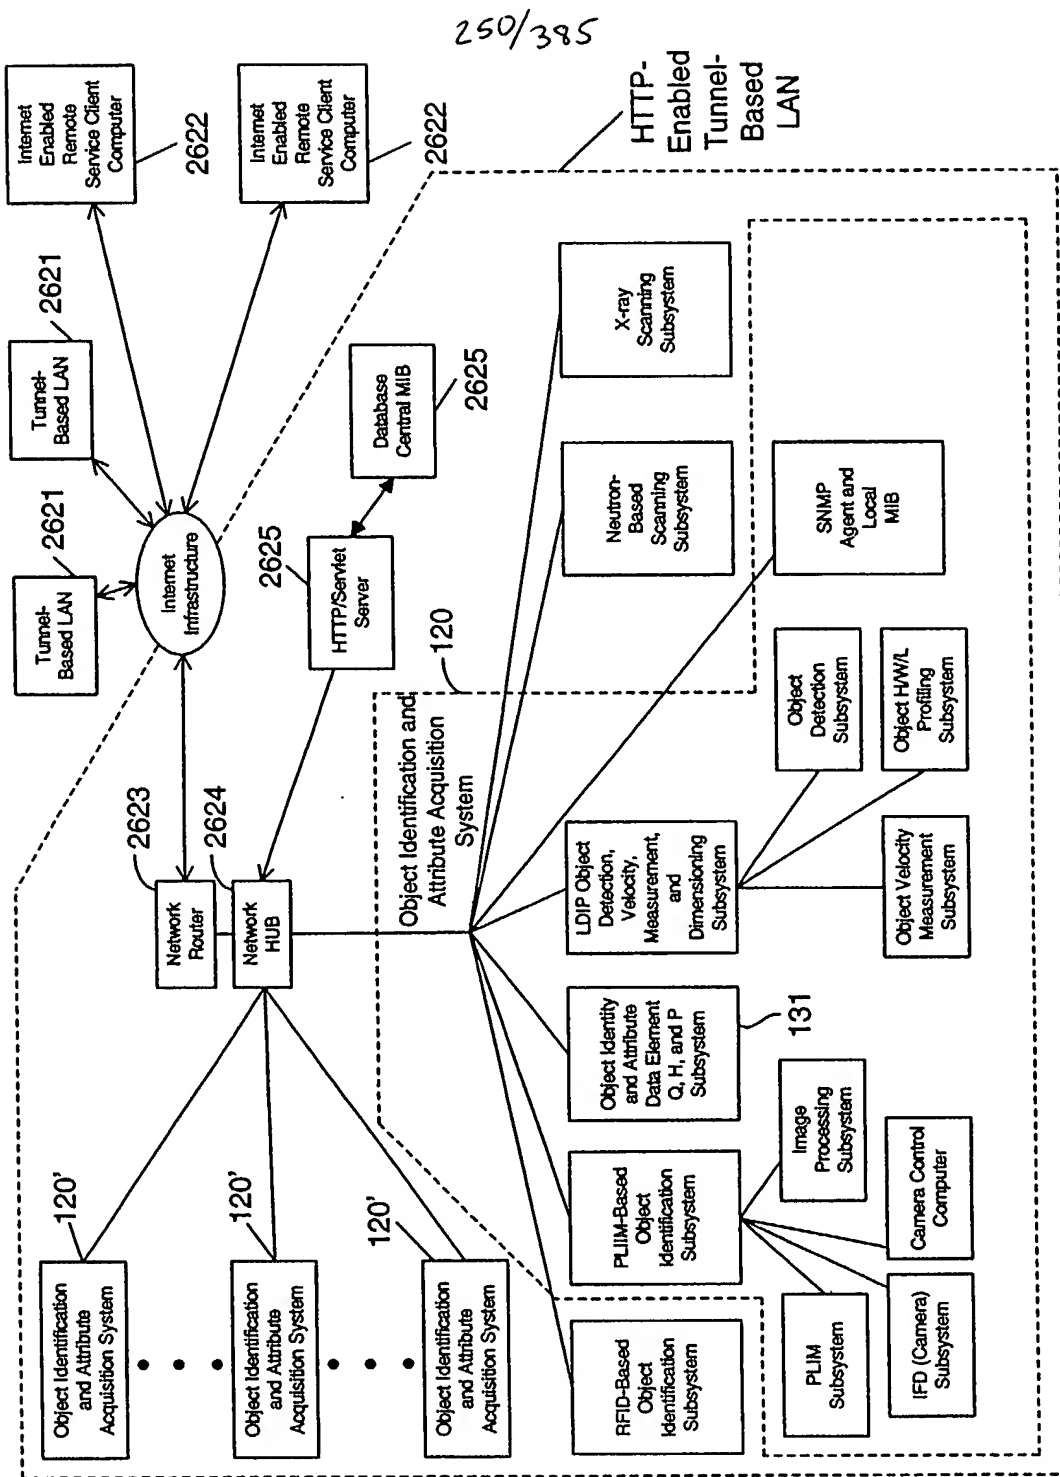 250/385
Internet
Enabled
Remote
Service Client
Computer
2622
Internet
Enabled
Remote
Service Client
Computer
2622
HTTP-
Enabled
Tunnel-
Based
LAN
Tunnel-
Based LAN
2621
Tunnel-
Based LAN
2621
Internet
Infrastructure
Database
Central MIB
2625
HTTP/Servlet
Server
2625
Network
Router
2623
Network
HUB
2624
Object Identification
and Attribute
Acquisition System
120'
Object Identification
and Attribute
Acquisition System
120'
Object Identification
and Attribute
Acquisition System
120'
Object Identification and
Attribute Acquisition
System
120
RFID-Based
Object
Identification
Subsystem
PLIIM-Based
Object
Identification
Subsystem
Object Identity
and Attribute
Data Element
Q, H, and P
Subsystem
131
LDIP Object
Detection,
Velocity,
Measurement,
and
Dimensioning
Subsystem
Neutron-
Based
Scanning
Subsystem
X-ray
Scanning
Subsystem
SNMP
Agent and
Local
MIB
PLIM
Subsystem
IFD (Camera)
Subsystem
Camera Control
Computer
Image
Processing
Subsystem
Object Velocity
Measurement
Subsystem
Object
Detection
Subsystem
Object H/W/L
Profiling
Subsystem